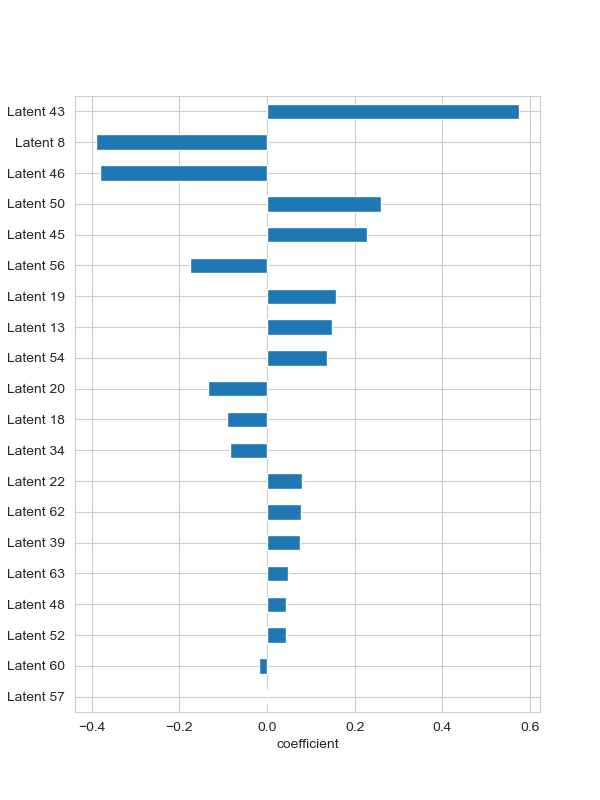 Latent 43
Latent 8
Latent 46
Latent 50
Latent 45
Latent 56
Latent 19
Latent 13
Latent 54
Latent 20
Latent 18
Latent 34
Latent 22
Latent 62
Latent 39
Latent 63
Latent 48
Latent 52
Latent 60
Latent 57
−0.4 −0.2 0.0 0.2 0.4 0.6
coefficient